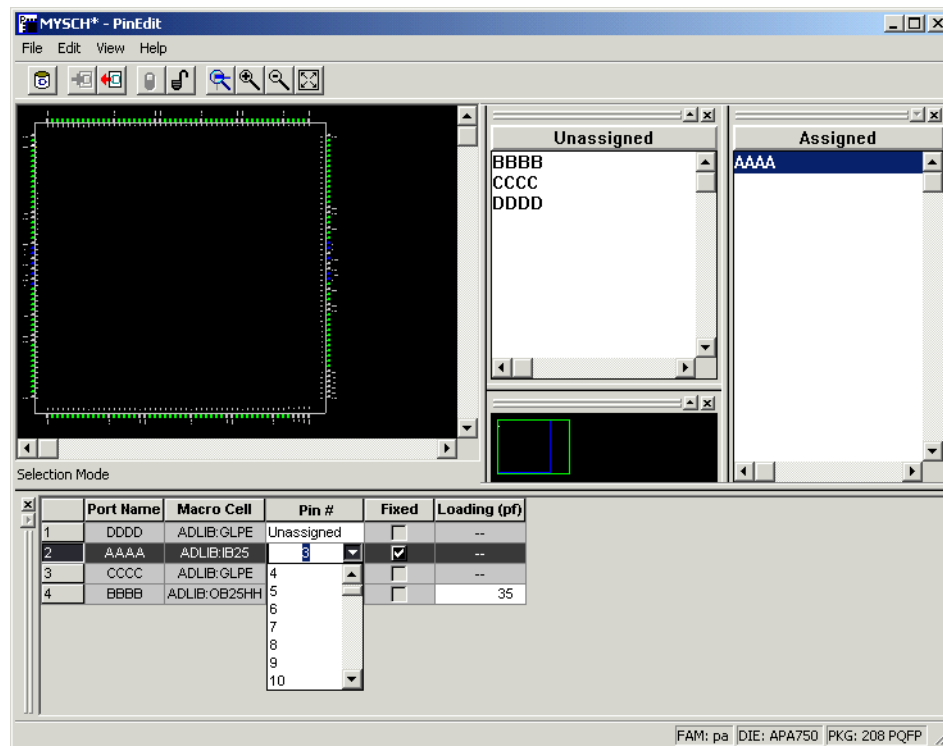 MYSCH* - PinEdit
File Edit View Help
Unassigned
BBBB
CCCC
DDDD
Assigned
AAAA
Selection Mode
Port Name Macro Cell Pin # Fixed Loading (pf)
1 DDDD ADLIB:GLPE Unassigned --
2 AAAA ADLIB:IB25 3 --
3 CCCC ADLIB:GLPE --
4 BBBB ADLIB:OB25HH 35
4
5
6
7
8
9
10
FAM: pa DIE: APA750 PKG: 208 PQFP